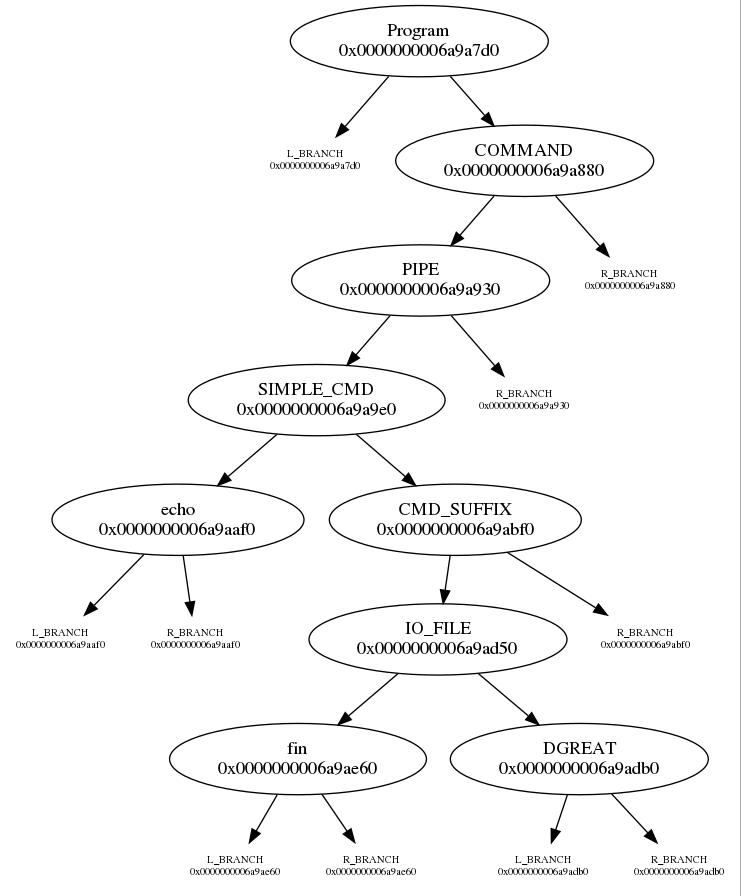 Program
0x0000000006a9a7d0
L_BRANCH
0x0000000006a9a7d0
COMMAND
0x0000000006a9a880
PIPE
0x0000000006a9a930
R_BRANCH
0x0000000006a9a880
SIMPLE_CMD
0x0000000006a9a9e0
R_BRANCH
0x0000000006a9a930
echo
0x0000000006a9aaf0
CMD_SUFFIX
0x0000000006a9abf0
L_BRANCH
0x0000000006a9aaf0
R_BRANCH
0x0000000006a9aaf0
IO_FILE
0x0000000006a9ad50
R_BRANCH
0x0000000006a9abf0
fin
0x0000000006a9ae60
DGREAT
0x0000000006a9adb0
L_BRANCH
0x0000000006a9ae60
R_BRANCH
0x0000000006a9ae60
L_BRANCH
0x0000000006a9adb0
R_BRANCH
0x0000000006a9adb0